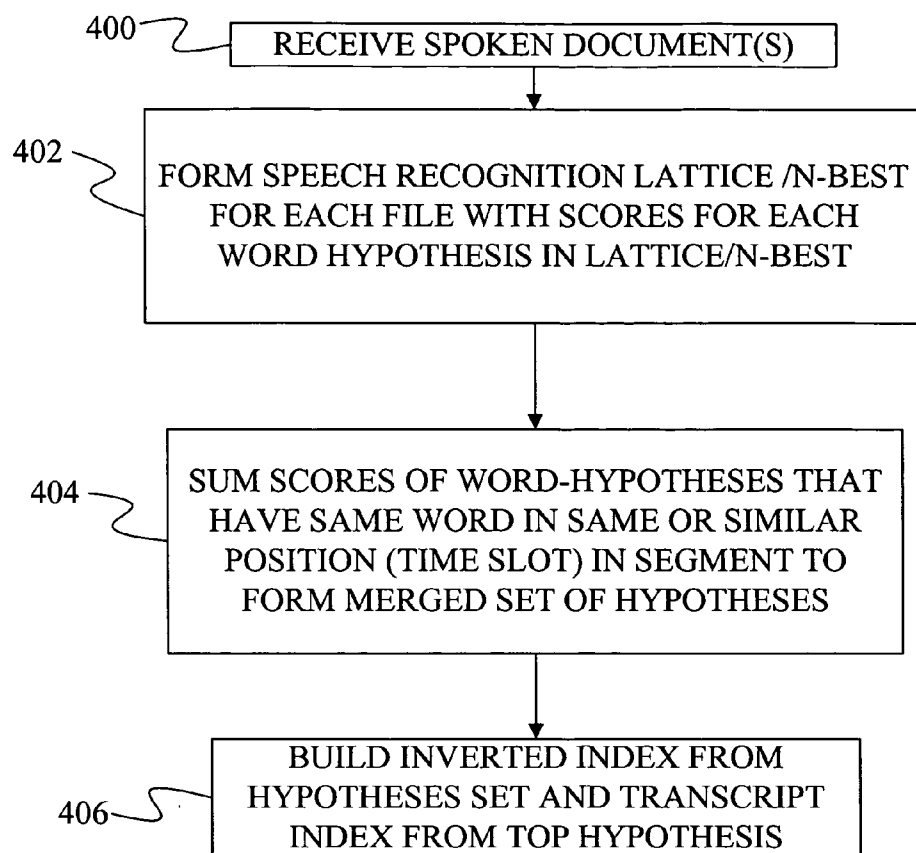 400
RECEIVE SPOKEN DOCUMENT(S)
402
FORM SPEECH RECOGNITION LATTICE /N-BEST
FOR EACH FILE WITH SCORES FOR EACH
WORD HYPOTHESIS IN LATTICE/N-BEST
404
SUM SCORES OF WORD-HYPOTHESES THAT
HAVE SAME WORD IN SAME OR SIMILAR
POSITION (TIME SLOT) IN SEGMENT TO
FORM MERGED SET OF HYPOTHESES
406
BUILD INVERTED INDEX FROM
HYPOTHESES SET AND TRANSCRIPT
INDEX FROM TOP HYPOTHESIS